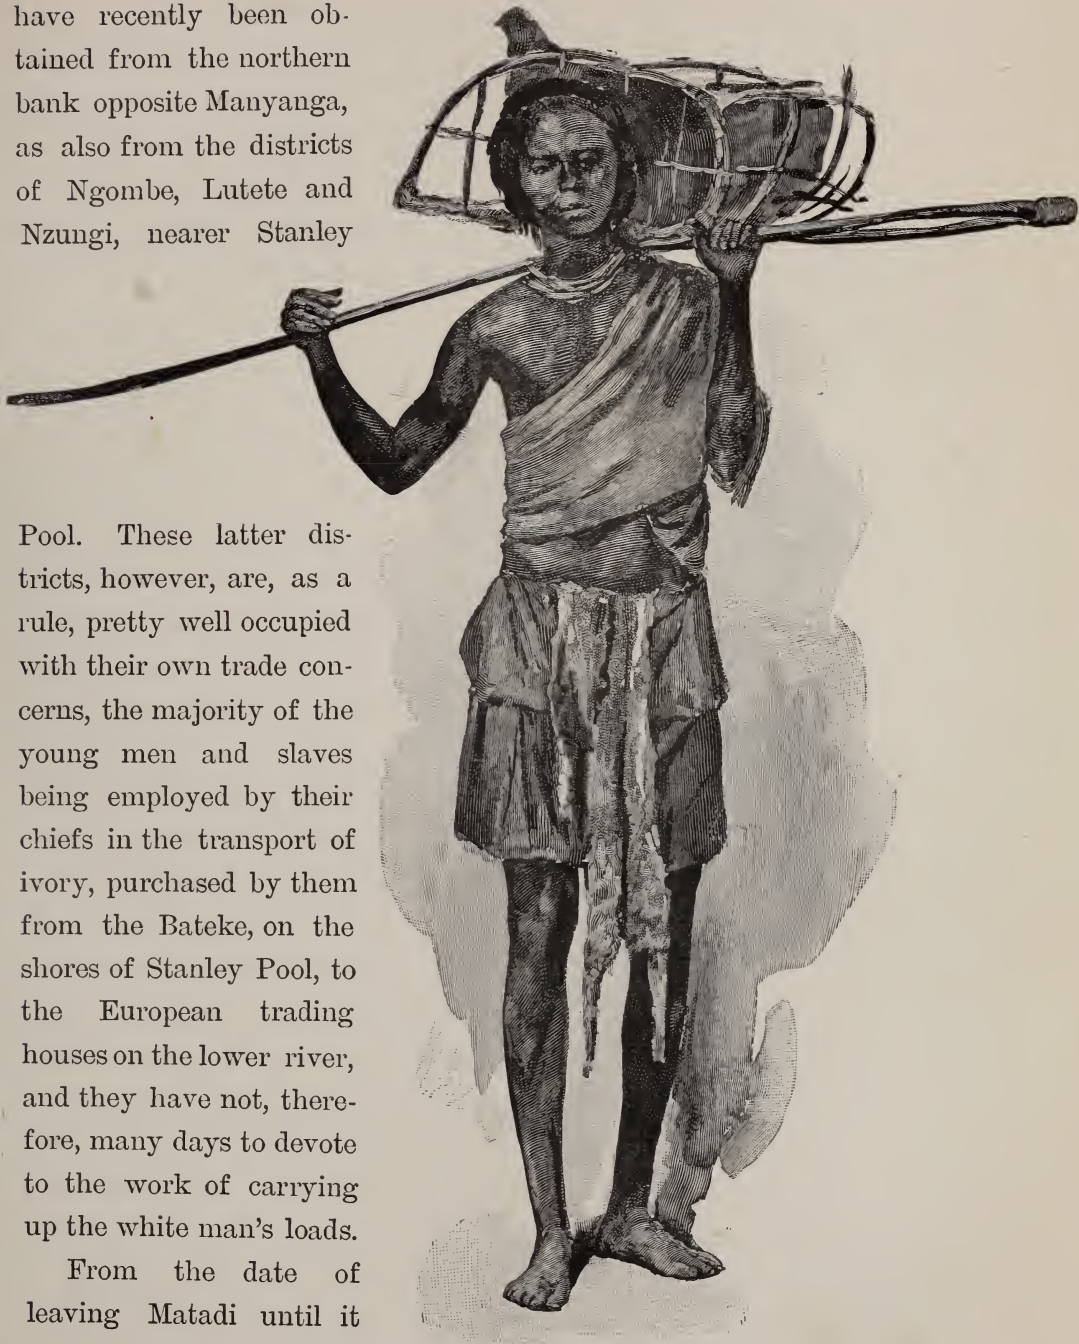 have recently been ob-
tained from the northern
bank opposite Manyanga,
as also from the districts
of Ngombe, Lutete and
Nzungi, nearer Stanley
Pool. These latter dis-
tricts, however, are, as a
rule, pretty well occupied
with their own trade con-
cerns, the majority of the
young men and slaves
being employed by their
chiefs in the transport of
ivory, purchased by them
from the Bateke, on the
shores of Stanley Pool, to
the European trading
houses on the lower river,
and they have not, there-
fore, many days to devote
to the work of carrying
up the white man's loads.
From the date of
leaving Matadi until it